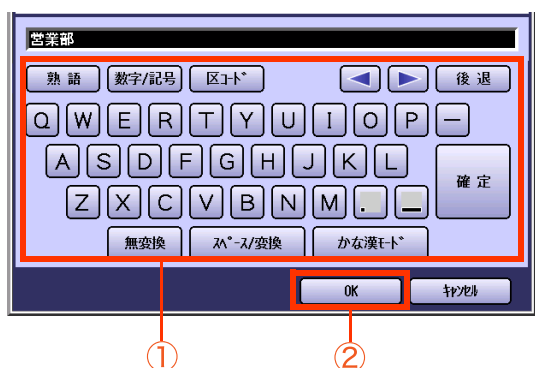 営業部
熟語 数字/記号 区ｺｰﾄﾞ ◀ ▶ 後退
Q W E R T Y U I O P ー
A S D F G H J K L 確定
Z X C V B N M . _
無変換 ｽﾍﾟｰｽ/変換 かな漢ﾓｰﾄﾞ
OK ｷｬﾝｾﾙ
① ②